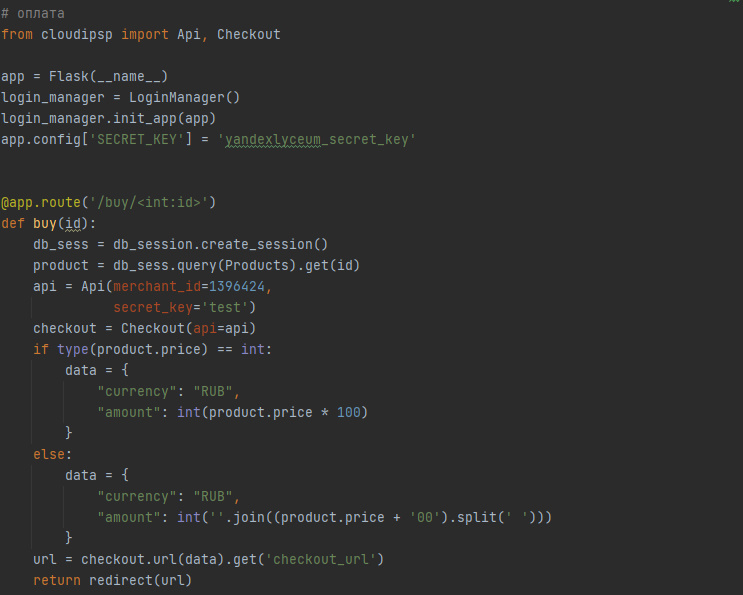 # оплата
from cloudipsp import Api, Checkout
app = Flask(__name__)
login_manager = LoginManager()
login_manager.init_app(app)
app.config['SECRET_KEY'] = 'yandexlyceum_secret_key'
@app.route('/buy/<int:id>')
def buy(id):
    db_sess = db_session.create_session()
    product = db_sess.query(Products).get(id)
    api = Api(merchant_id=1396424,
              secret_key='test')
    checkout = Checkout(api=api)
    if type(product.price) == int:
        data = {
            "currency": "RUB",
            "amount": int(product.price * 100)
        }
    else:
        data = {
            "currency": "RUB",
            "amount": int(''.join((product.price + '00').split(' ')))
        }
    url = checkout.url(data).get('checkout_url')
    return redirect(url)